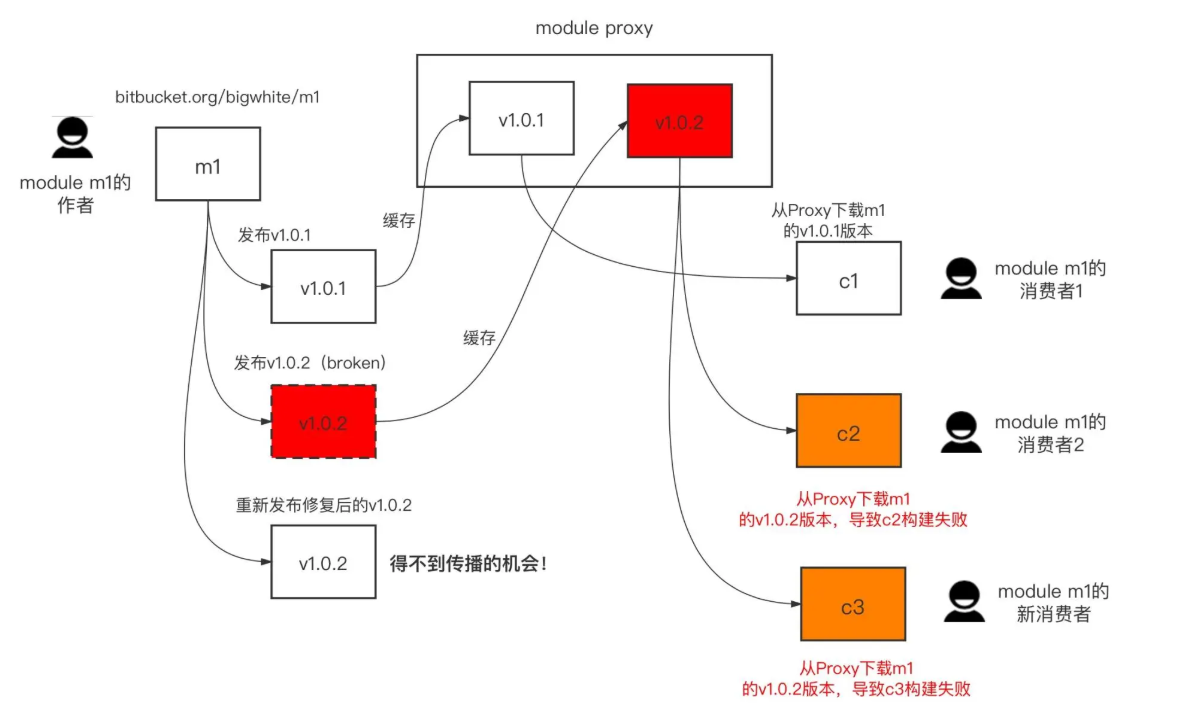 module proxy
bitbucket.org/bigwhite/m1
m1
module m1的
作者
v1.0.1
v1.0.2
发布v1.0.1
缓存
v1.0.1
从Proxy下载m1
的v1.0.1版本
c1
module m1的
消费者1
发布v1.0.2（broken）
缓存
v1.0.2
c2
module m1的
消费者2
从Proxy下载m1
的v1.0.2版本，导致c2构建失败
重新发布修复后的v1.0.2
v1.0.2
得不到传播的机会！
c3
module m1的
新消费者
从Proxy下载m1
的v1.0.2版本，导致c3构建失败